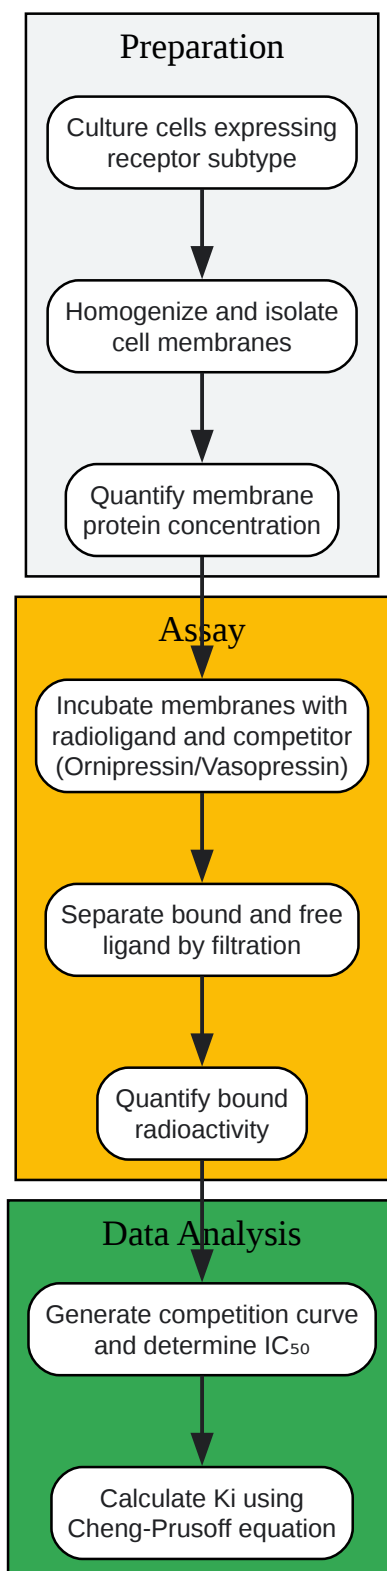 Preparation
Culture cells expressing
receptor subtype
Homogenize and isolate
cell membranes
Quantify membrane
protein concentration
Assay
Incubate membranes with
radioligand and competitor
(Ornipressin/Vasopressin)
Separate bound and free
ligand by filtration
Quantify bound
radioactivity
Data Analysis
Generate competition curve
and determine IC₅₀
Calculate Ki using
Cheng-Prusoff equation